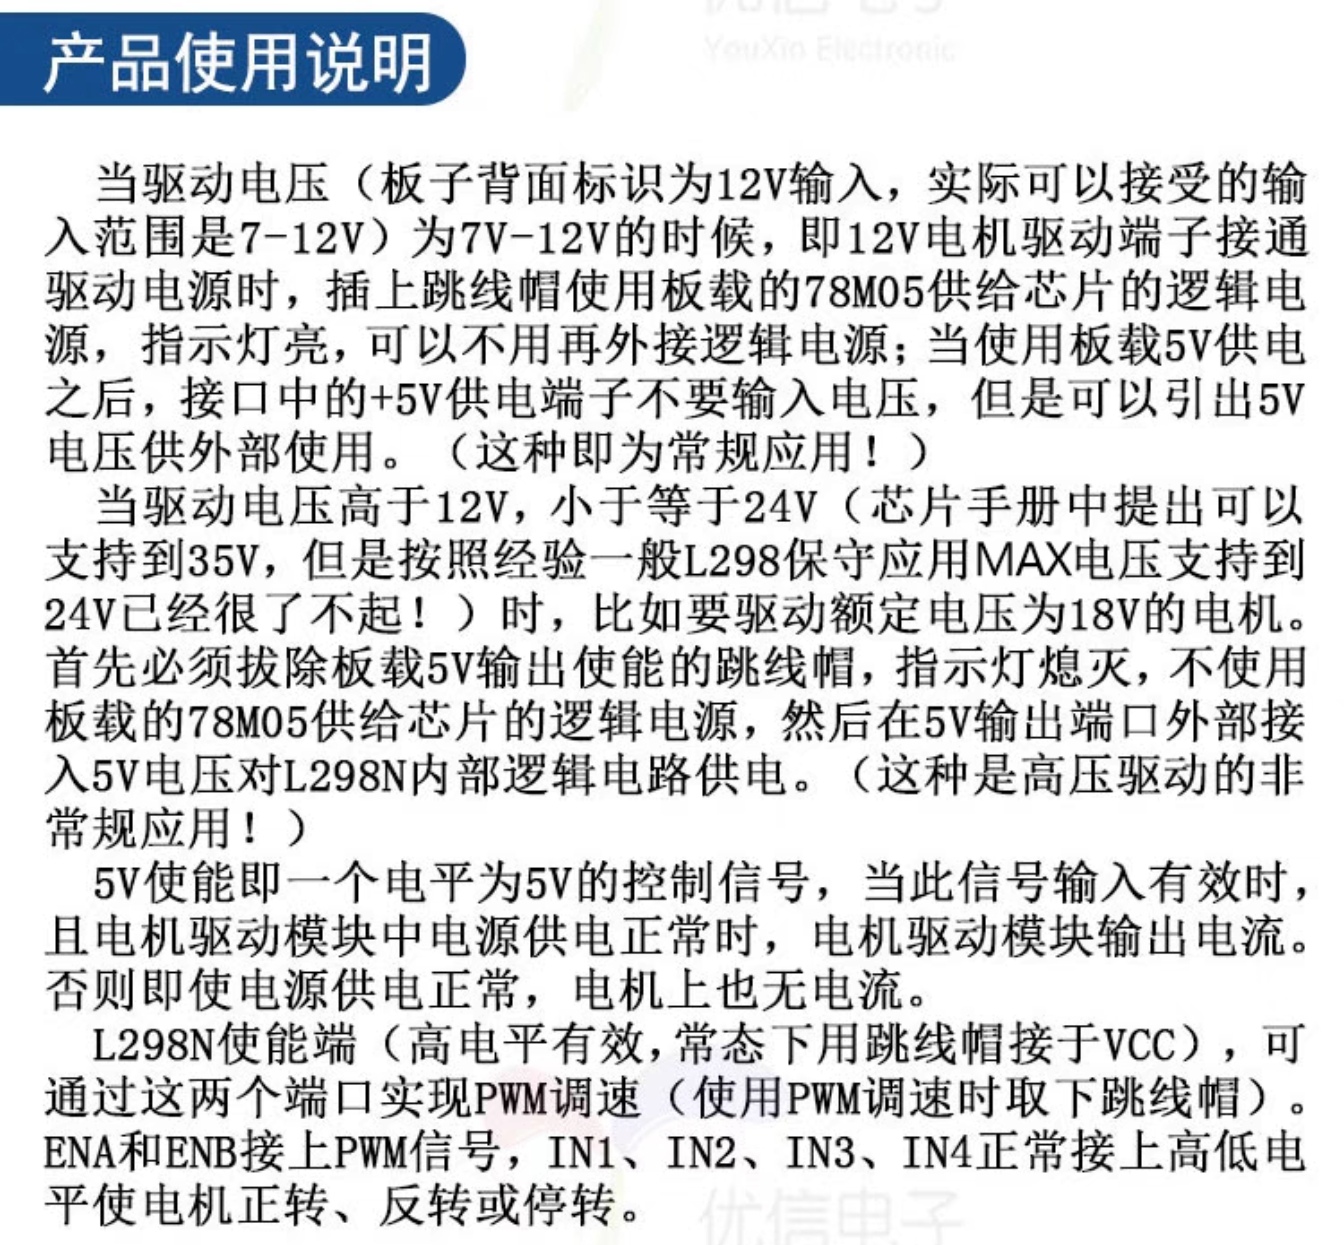 优信电子
YouXin Electronic
产品使用说明
当驱动电压（板子背面标识为12V输入，实际可以接受的输
入范围是7-12V）为7V-12V的时候，即12V电机驱动端子接通
驱动电源时，插上跳线帽使用板载的78M05供给芯片的逻辑电
源，指示灯亮，可以不用再外接逻辑电源；当使用板载5V供电
之后，接口中的+5V供电端子不要输入电压，但是可以引出5V
电压供外部使用。（这种即为常规应用！）
当驱动电压高于12V，小于等于24V（芯片手册中提出可以
支持到35V，但是按照经验一般L298保守应用MAX电压支持到
24V已经很了不起！）时，比如要驱动额定电压为18V的电机。
首先必须拔除板载5V输出使能的跳线帽，指示灯熄灭，不使用
板载的78M05供给芯片的逻辑电源，然后在5V输出端口外部接
入5V电压对L298N内部逻辑电路供电。（这种是高压驱动的非
常规应用！）
5V使能即一个电平为5V的控制信号，当此信号输入有效时，
且电机驱动模块中电源供电正常时，电机驱动模块输出电流。
否则即使电源供电正常，电机上也无电流。
L298N使能端（高电平有效，常态下用跳线帽接于VCC），可
通过这两个端口实现PWM调速（使用PWM调速时取下跳线帽）。
ENA和ENB接上PWM信号，IN1、IN2、IN3、IN4正常接上高低电
平使电机正转、反转或停转。
优信电子